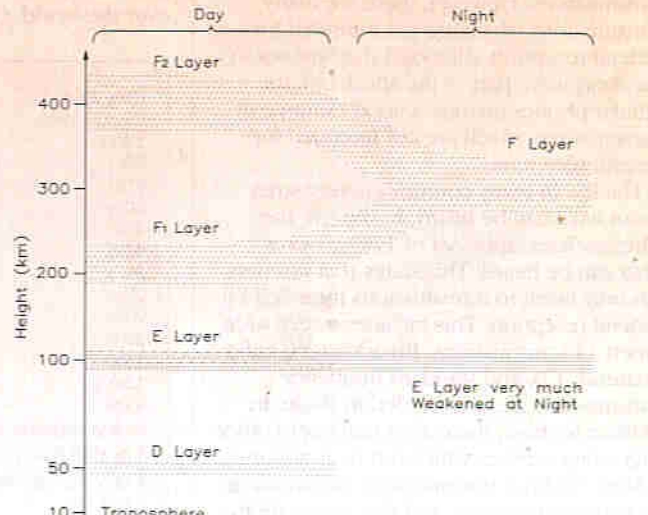 Day
Night
F2 Layer
400
F Layer
300
F1 Layer
200
Height (km)
E Layer
100
E Layer very much
Weakened at Night
D Layer
50
10
Troposphere